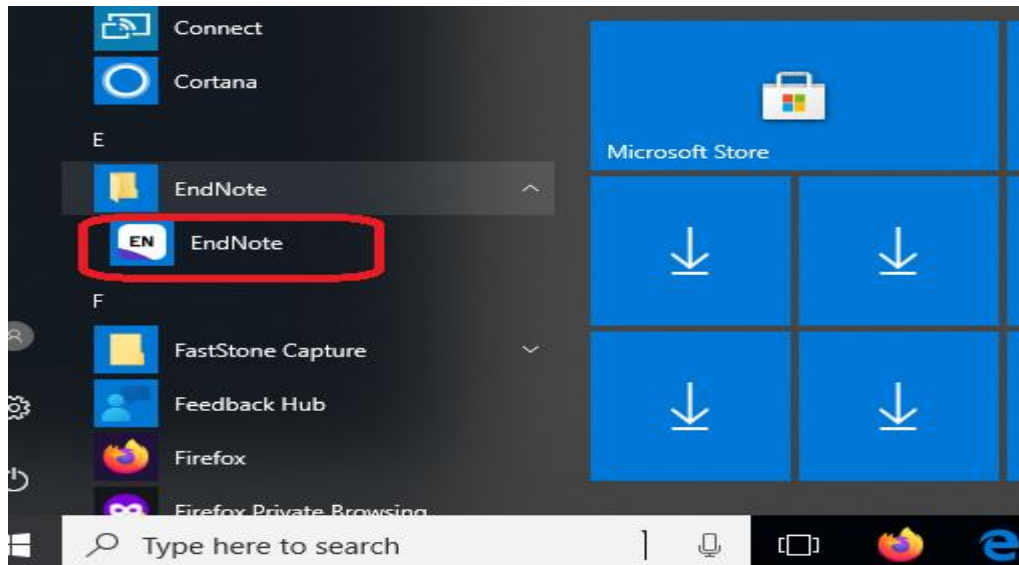 Connect
Cortana
E
EndNote
EN EndNote
F
FastStone Capture
Feedback Hub
Firefox
Firefox Private Browsing
Microsoft Store
Type here to search